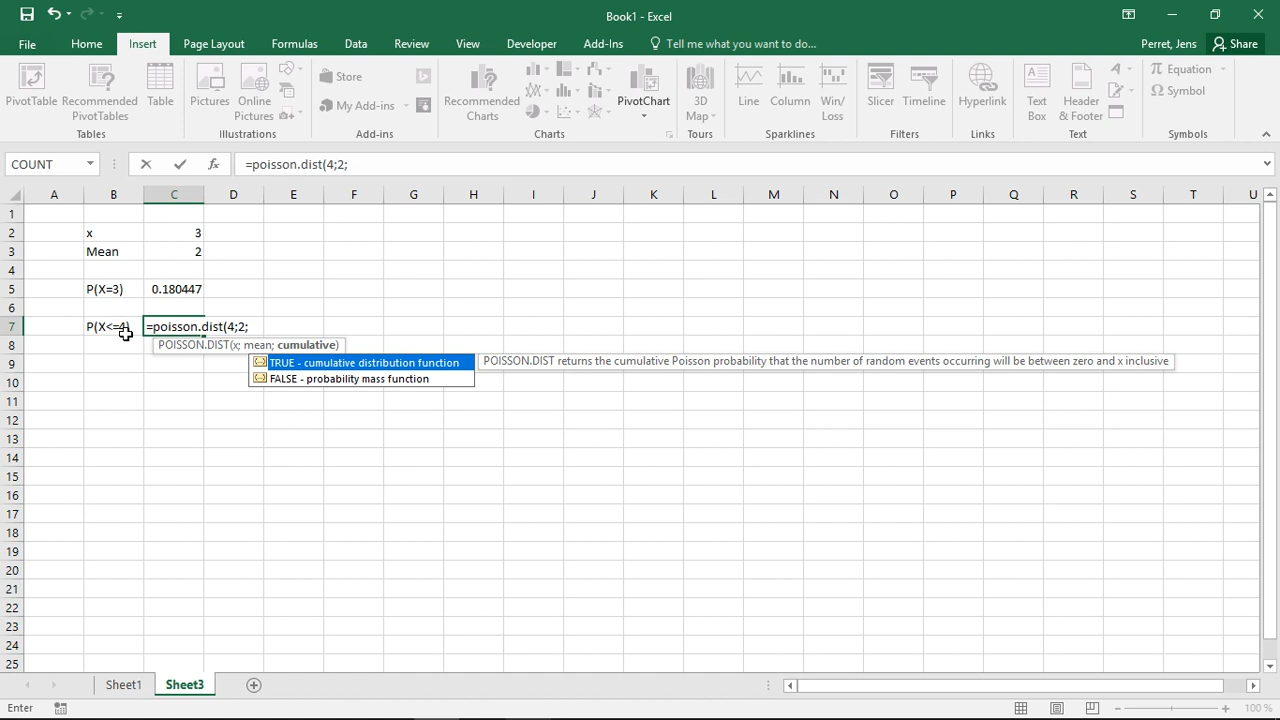 Book1 - Excel
File Home Insert Page Layout Formulas Data Review View Developer Add-Ins Tell me what you want to do... Perret, Jens Share
PivotTable Recommended PivotTables Table
Tables
Pictures Online Pictures
Illustrations
Store
My Add-ins
Add-ins
Recommended Charts
Charts
PivotChart
3D Map
Tours
Line Column Win/Loss
Sparklines
Slicer Timeline
Filters
Hyperlink
Links
Text Box Header & Footer
Text
Equation
Symbol
Symbols
COUNT fx =poisson.dist(4;2;
A B C D E F G H I J K L M N O P Q R S T U
1
2 x 3
3 Mean 2
4
5 P(X=3) 0.180447
6
7 P(X<=4) =poisson.dist(4;2;
8 POISSON.DIST(x; mean; cumulative)
9 TRUE - cumulative distribution function POISSON.DIST returns the cumulative Poisson probability that the number of random events occurring will be between zero and x inclusive
10 FALSE - probability mass function
11
12
13
14
15
16
17
18
19
20
21
22
23
24
25
Sheet1 Sheet3
Enter 100 %